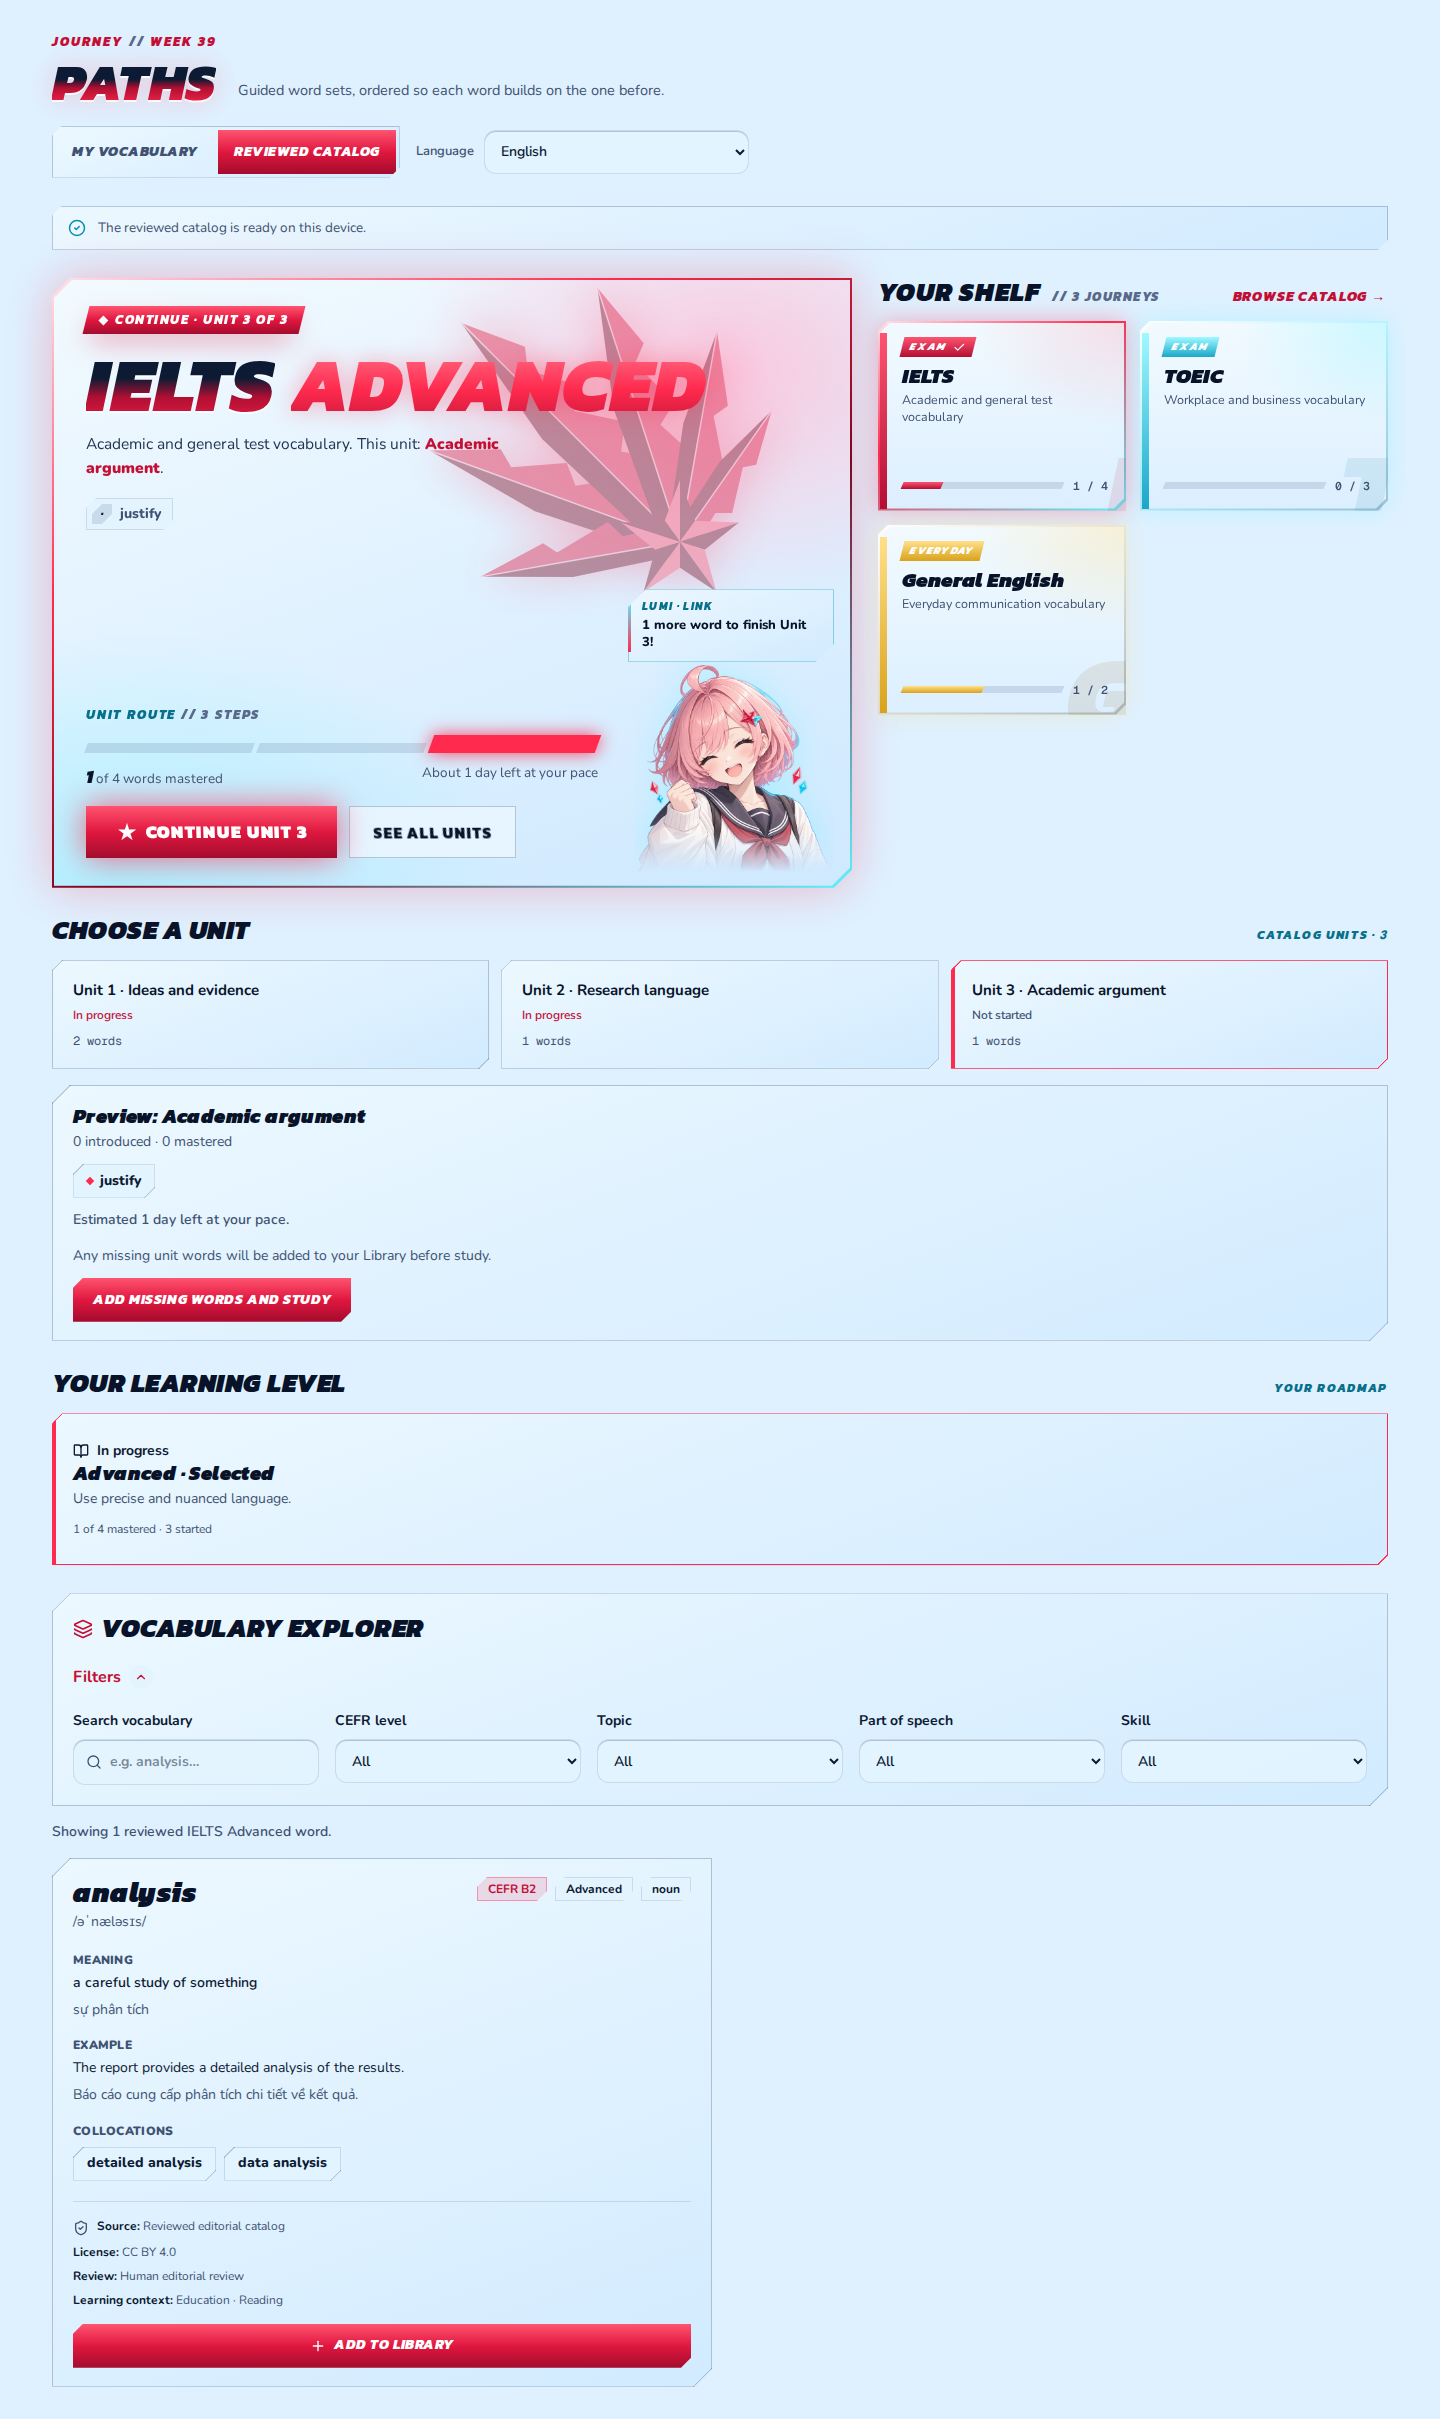 JOURNEY // WEEK 39
PATHS
Guided word sets, ordered so each word builds on the one before.
MY VOCABULARY
REVIEWED CATALOG
Language
English
The reviewed catalog is ready on this device.
◆ CONTINUE · UNIT 3 OF 3
IELTS ADVANCED
Academic and general test vocabulary. This unit: Academic
argument.
justify
LUMI · LINK
1 more word to finish Unit
3!
UNIT ROUTE // 3 STEPS
1 of 4 words mastered
About 1 day left at your pace
★ CONTINUE UNIT 3
SEE ALL UNITS
YOUR SHELF // 3 JOURNEYS
BROWSE CATALOG →
EXAM ✓
IELTS
Academic and general test
vocabulary
1 / 4
EXAM
TOEIC
Workplace and business vocabulary
0 / 3
EVERYDAY
General English
Everyday communication vocabulary
1 / 2
CHOOSE A UNIT
CATALOG UNITS · 3
Unit 1 · Ideas and evidence
In progress
2 words
Unit 2 · Research language
In progress
1 words
Unit 3 · Academic argument
Not started
1 words
Preview: Academic argument
0 introduced · 0 mastered
◆ justify
Estimated 1 day left at your pace.
Any missing unit words will be added to your Library before study.
ADD MISSING WORDS AND STUDY
YOUR LEARNING LEVEL
YOUR ROADMAP
In progress
Advanced · Selected
Use precise and nuanced language.
1 of 4 mastered · 3 started
VOCABULARY EXPLORER
Filters
Search vocabulary
e.g. analysis...
CEFR level
All
Topic
All
Part of speech
All
Skill
All
Showing 1 reviewed IELTS Advanced word.
analysis
CEFR B2
Advanced
noun
/əˈnæləsɪs/
MEANING
a careful study of something
sự phân tích
EXAMPLE
The report provides a detailed analysis of the results.
Báo cáo cung cấp phân tích chi tiết về kết quả.
COLLOCATIONS
detailed analysis
data analysis
Source: Reviewed editorial catalog
License: CC BY 4.0
Review: Human editorial review
Learning context: Education · Reading
+ ADD TO LIBRARY